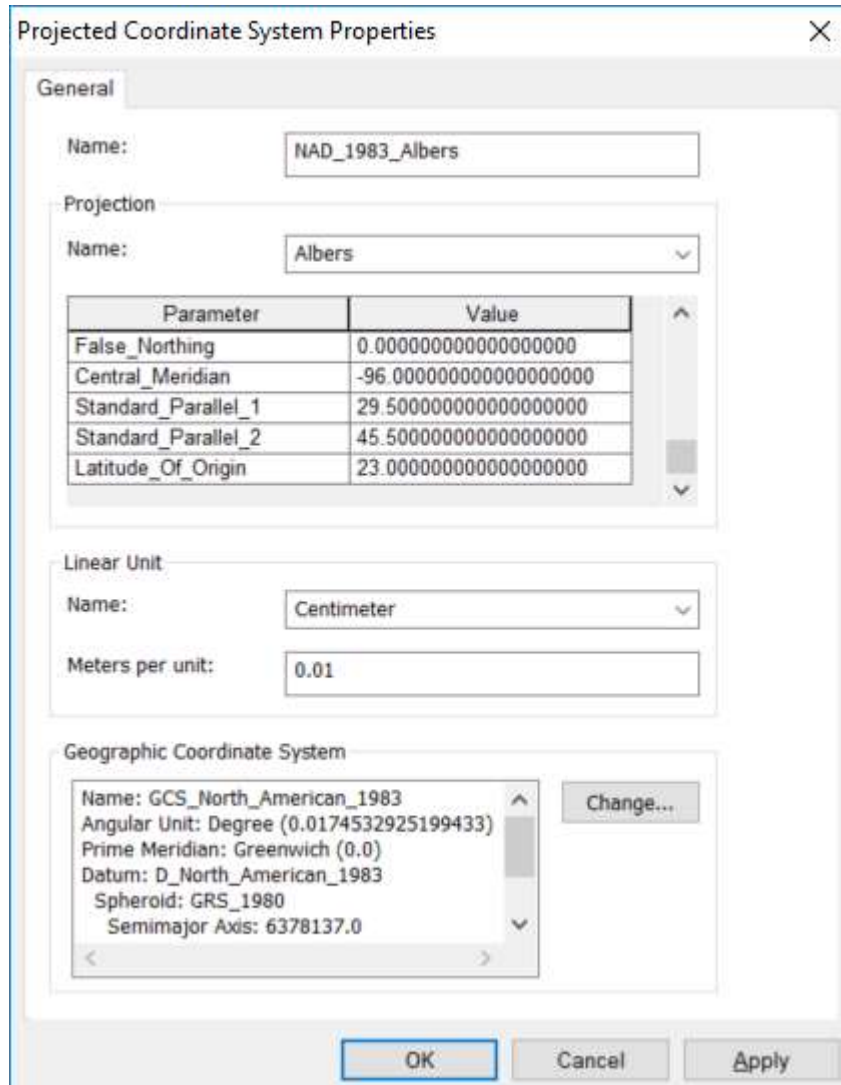 Projected Coordinate System Properties
General
Name: NAD_1983_Albers
Projection
Name: Albers
Parameter Value
False_Northing 0.000000000000000000
Central_Meridian -96.000000000000000000
Standard_Parallel_1 29.500000000000000000
Standard_Parallel_2 45.500000000000000000
Latitude_Of_Origin 23.000000000000000000
Linear Unit
Name: Centimeter
Meters per unit: 0.01
Geographic Coordinate System
Name: GCS_North_American_1983
Angular Unit: Degree (0.0174532925199433)
Prime Meridian: Greenwich (0.0)
Datum: D_North_American_1983
Spheroid: GRS_1980
Semimajor Axis: 6378137.0
Change...
OK Cancel Apply